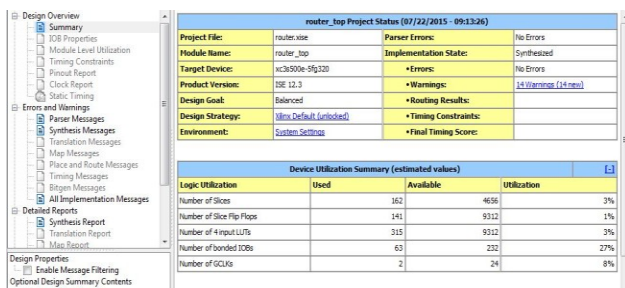 Design Overview
Summary
IOB Properties
Module Level Utilization
Timing Constraints
Pinout Report
Clock Report
Static Timing
Errors and Warnings
Parser Messages
Synthesis Messages
Translation Messages
Map Messages
Place and Route Messages
Timing Messages
Bitgen Messages
All Implementation Messages
Detailed Reports
Synthesis Report
Translation Report
Map Report
Design Properties
Enable Message Filtering
Optional Design Summary Contents
router_top Project Status (07/22/2015 - 09:13:26)
Project File: router.xise Parser Errors: No Errors
Module Name: router_top Implementation State: Synthesized
Target Device: xc3s500e-5fg320 •Errors: No Errors
Product Version: ISE 12.3 •Warnings: 14 Warnings (14 new)
Design Goal: Balanced •Routing Results:
Design Strategy: Xilinx Default (unlocked) •Timing Constraints:
Environment: System Settings •Final Timing Score:
Device Utilization Summary (estimated values) [-]
Logic Utilization Used Available Utilization
Number of Slices 162 4656 3%
Number of Slice Flip Flops 141 9312 1%
Number of 4 input LUTs 315 9312 3%
Number of bonded IOBs 63 232 27%
Number of GCLKs 2 24 8%